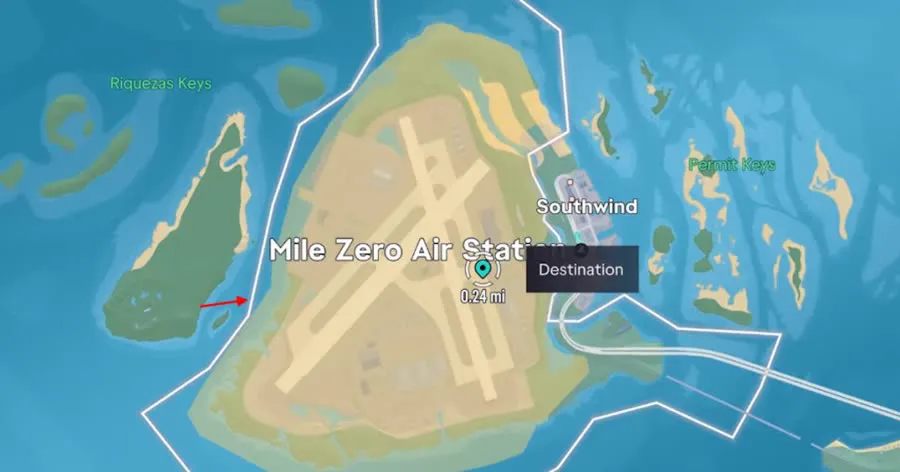 Riquezas Keys
Permit Keys
Southwind
Mile Zero Air Station
Destination
0.24 mi